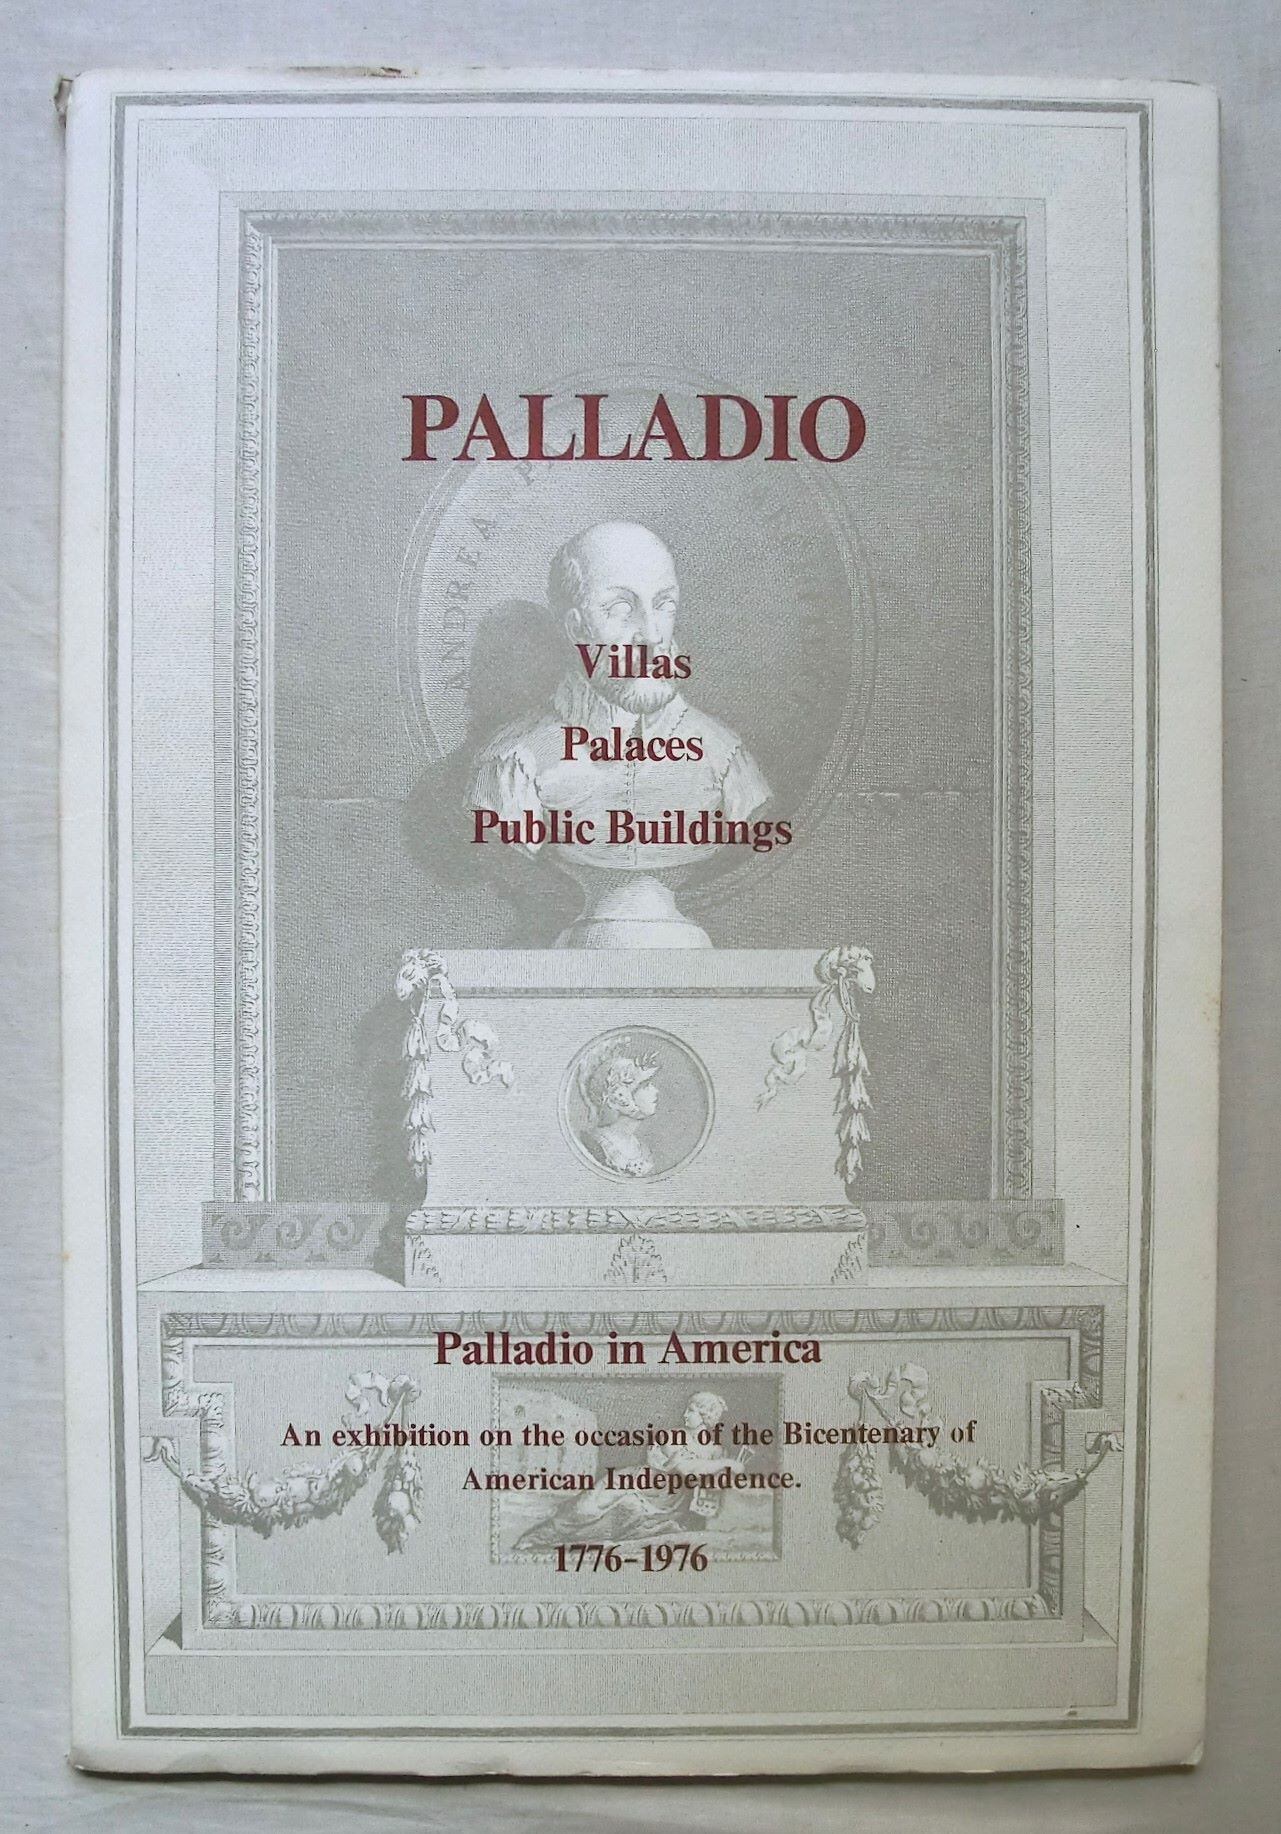 PALLADIO
ANDREA
Villas
Palaces
Public Buildings
Palladio in America
An exhibition on the occasion of the Bicentenary of
American Independence.
1776-1976